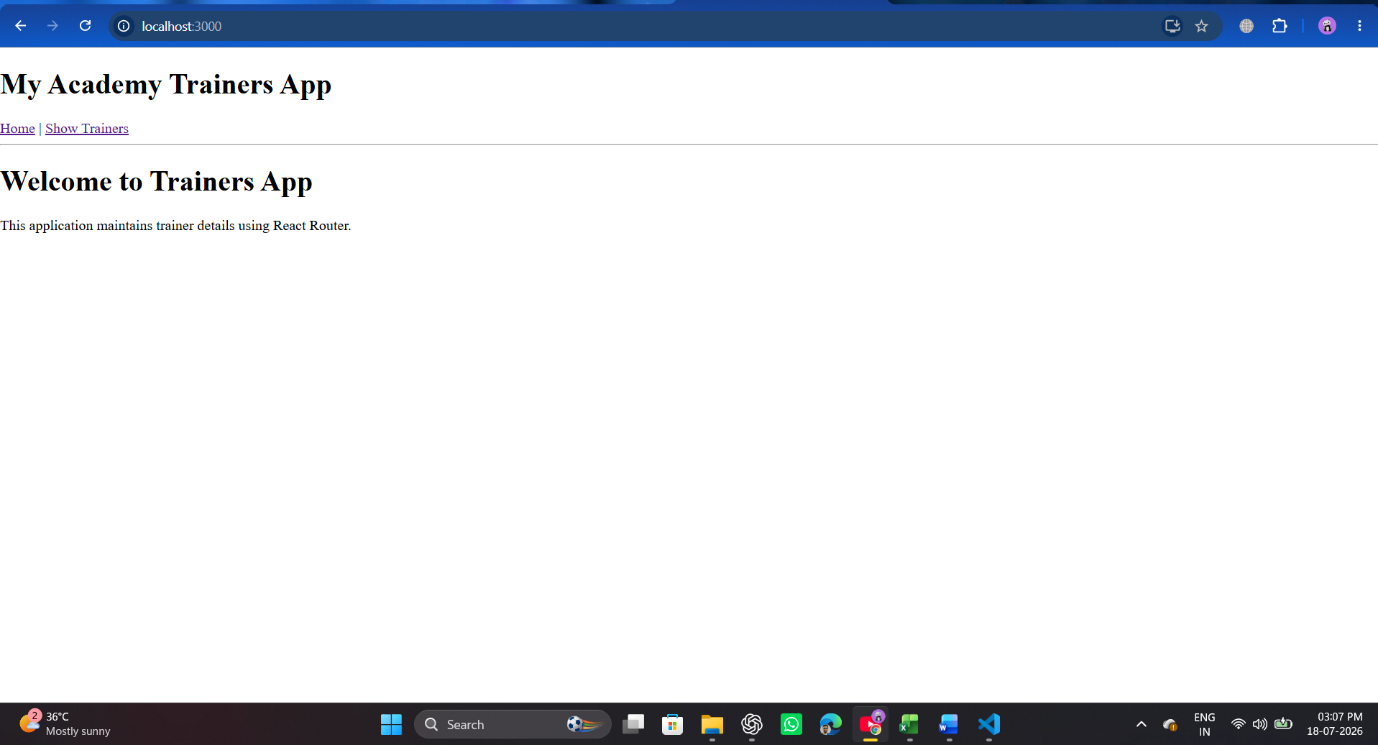 localhost:3000
My Academy Trainers App
Home | Show Trainers
Welcome to Trainers App
This application maintains trainer details using React Router.
2
36°C
Mostly sunny
Search
ENG
IN
03:07 PM
18-07-2026